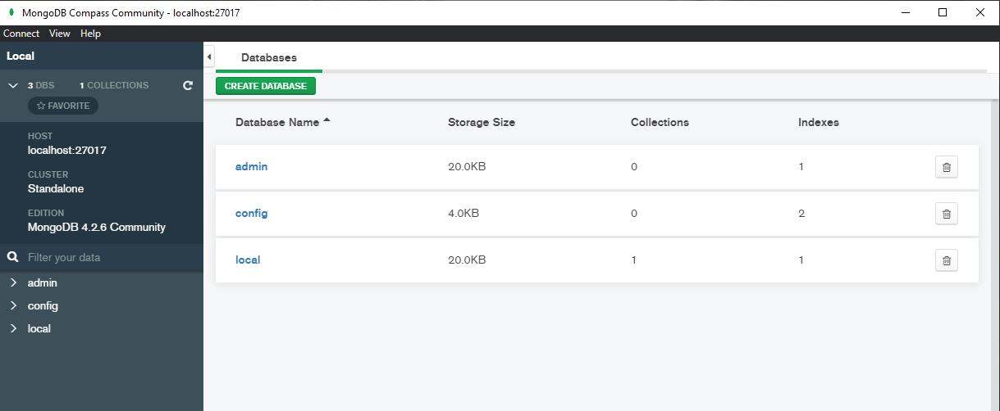 MongoDB Compass Community - localhost:27017
Connect View Help
Local
3 DBS 1 COLLECTIONS
FAVORITE
HOST
localhost:27017
CLUSTER
Standalone
EDITION
MongoDB 4.2.6 Community
Filter your data
admin
config
local
Databases
CREATE DATABASE
Database Name Storage Size Collections Indexes
admin 20.0KB 0 1
config 4.0KB 0 2
local 20.0KB 1 1